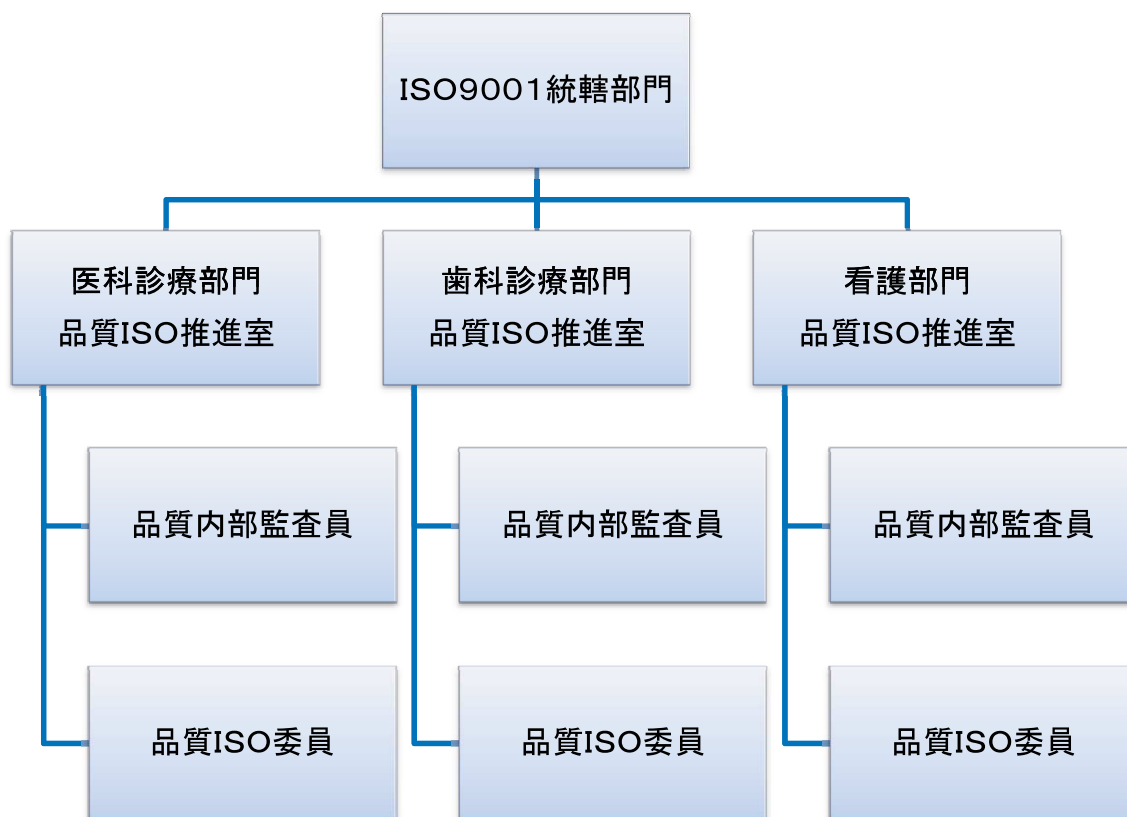 ISO9001統轄部門
医科診療部門
品質ISO推進室
歯科診療部門
品質ISO推進室
看護部門
品質ISO推進室
品質内部監査員
品質内部監査員
品質内部監査員
品質ISO委員
品質ISO委員
品質ISO委員